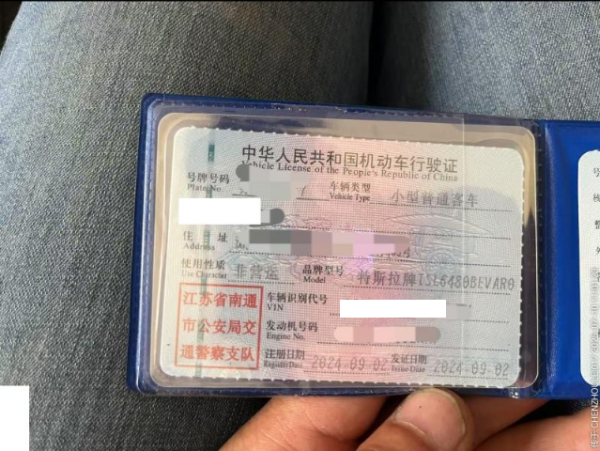 中华人民共和国机动车行驶证
Vehicle License of the People's Republic of China
号牌号码
Plate No.
车辆类型
Vehicle Type
小型普通客车
住 址
Address
使用性质
Use Character
非营运
品牌型号
Model
特斯拉牌TSL6480BEVAR0
江苏省南通
市公安局交
通警察支队
车辆识别代号
VIN
发动机号码
Engine No.
注册日期
Register Date
2024-09-02
发证日期
Issue Date
2024-09-02